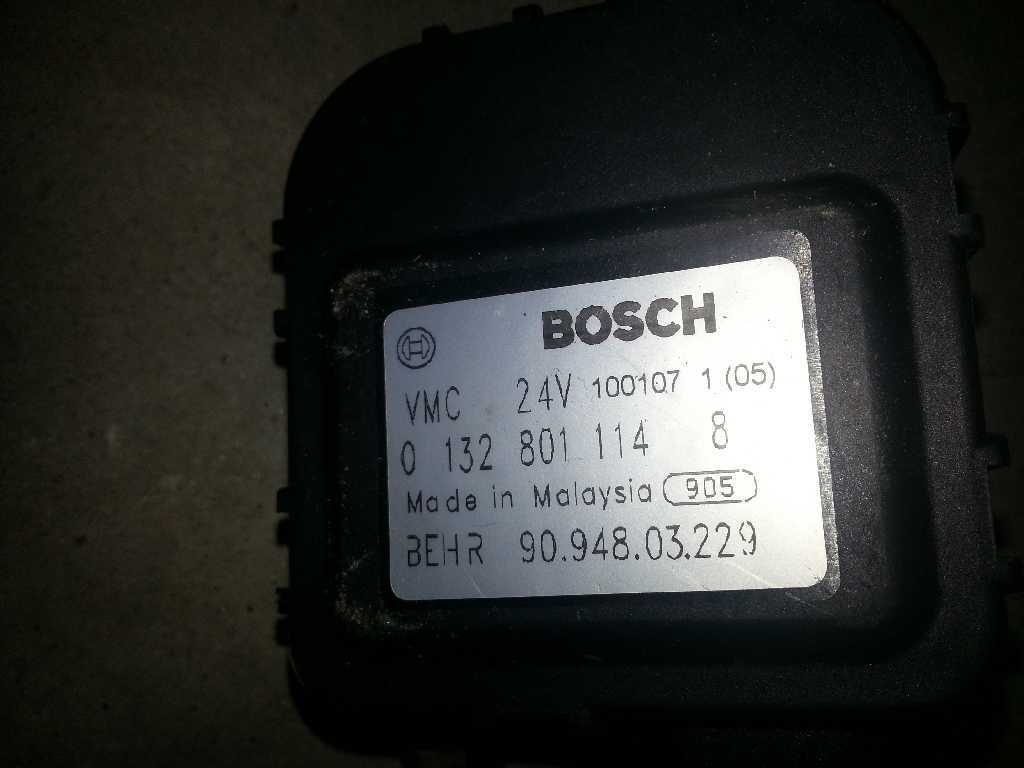 BOSCH
VMC 24V 100107 1 (05)
0 132 801 114 8
Made in Malaysia 905
BEHR 90.948.03.229